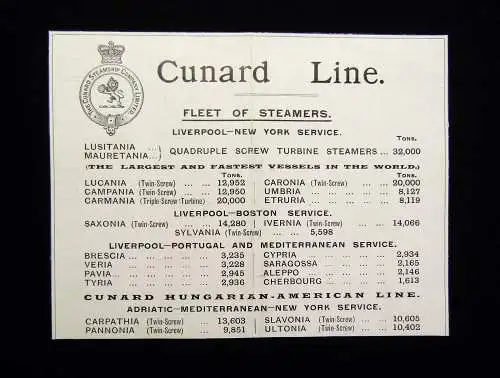 THE CUNARD STEAMSHIP COMPANY LIMITED.
Cunard Line.
FLEET OF STEAMERS.
LIVERPOOL—NEW YORK SERVICE.
Tons.
LUSITANIA ...} QUADRUPLE SCREW TURBINE STEAMERS ... 32,000
MAURETANIA...}
(THE LARGEST AND FASTEST VESSELS IN THE WORLD.)
Tons. Tons.
LUCANIA (Twin-Screw) ... ... 12,952 CARONIA (Twin-Screw) ... ... 20,000
CAMPANIA (Twin-Screw) ... ... 12,950 UMBRIA ... ... ... ... 8,127
CARMANIA (Triple-Screw Turbine) 20,000 ETRURIA ... ... ... ... 8,119
LIVERPOOL—BOSTON SERVICE.
SAXONIA (Twin-Screw) ... ... 14,280 IVERNIA (Twin-Screw) ... ... 14,066
SYLVANIA (Twin-Screw) ... ... 5,598
LIVERPOOL—PORTUGAL AND MEDITERRANEAN SERVICE.
BRESCIA ... ... ... ... 3,235 CYPRIA ... ... ... ... 2,934
VERIA ... ... ... ... 3,228 SARAGOSSA ... ... ... 2,165
PAVIA... ... ... ... ... 2,945 ALEPPO ... ... ... ... 2,146
TYRIA ... ... ... ... 2,936 CHERBOURG ... ... ... 1,613
CUNARD HUNGARIAN-AMERICAN LINE.
ADRIATIC—MEDITERRANEAN—NEW YORK SERVICE.
CARPATHIA (Twin-Screw) ... ... 13,603 SLAVONIA (Twin-Screw) ... ... 10,605
PANNONIA (Twin-Screw) ... ... 9,851 ULTONIA (Twin-Screw) ... ... 10,402